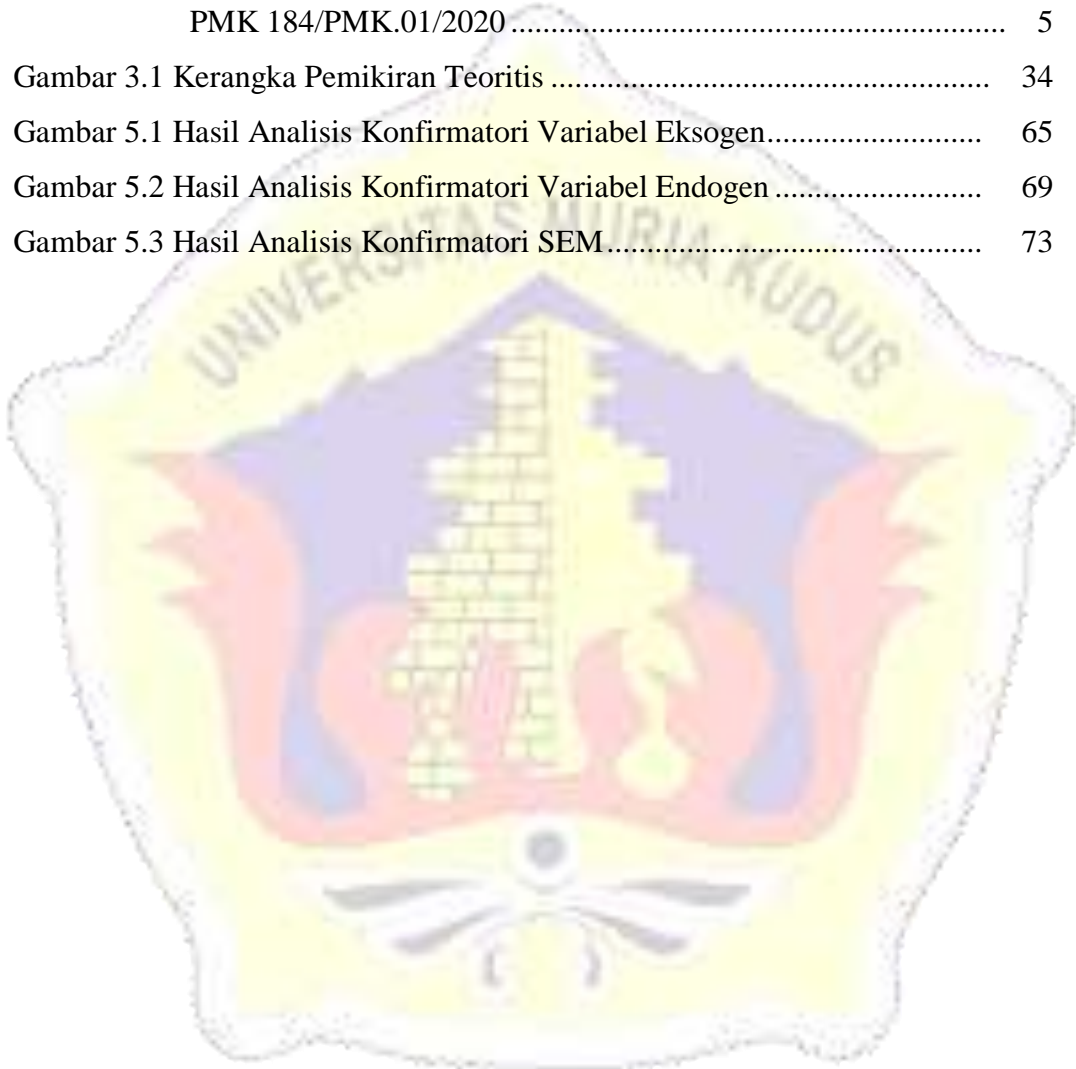 PMK 184/PMK.01/2020 ........................................................... 5
Gambar 3.1 Kerangka Pemikiran Teoritis .................................................. 34
Gambar 5.1 Hasil Analisis Konfirmatori Variabel Eksogen......................... 65
Gambar 5.2 Hasil Analisis Konfirmatori Variabel Endogen ........................ 69
Gambar 5.3 Hasil Analisis Konfirmatori SEM........................................... 73
UNIVERSITAS MURIA KUDUS